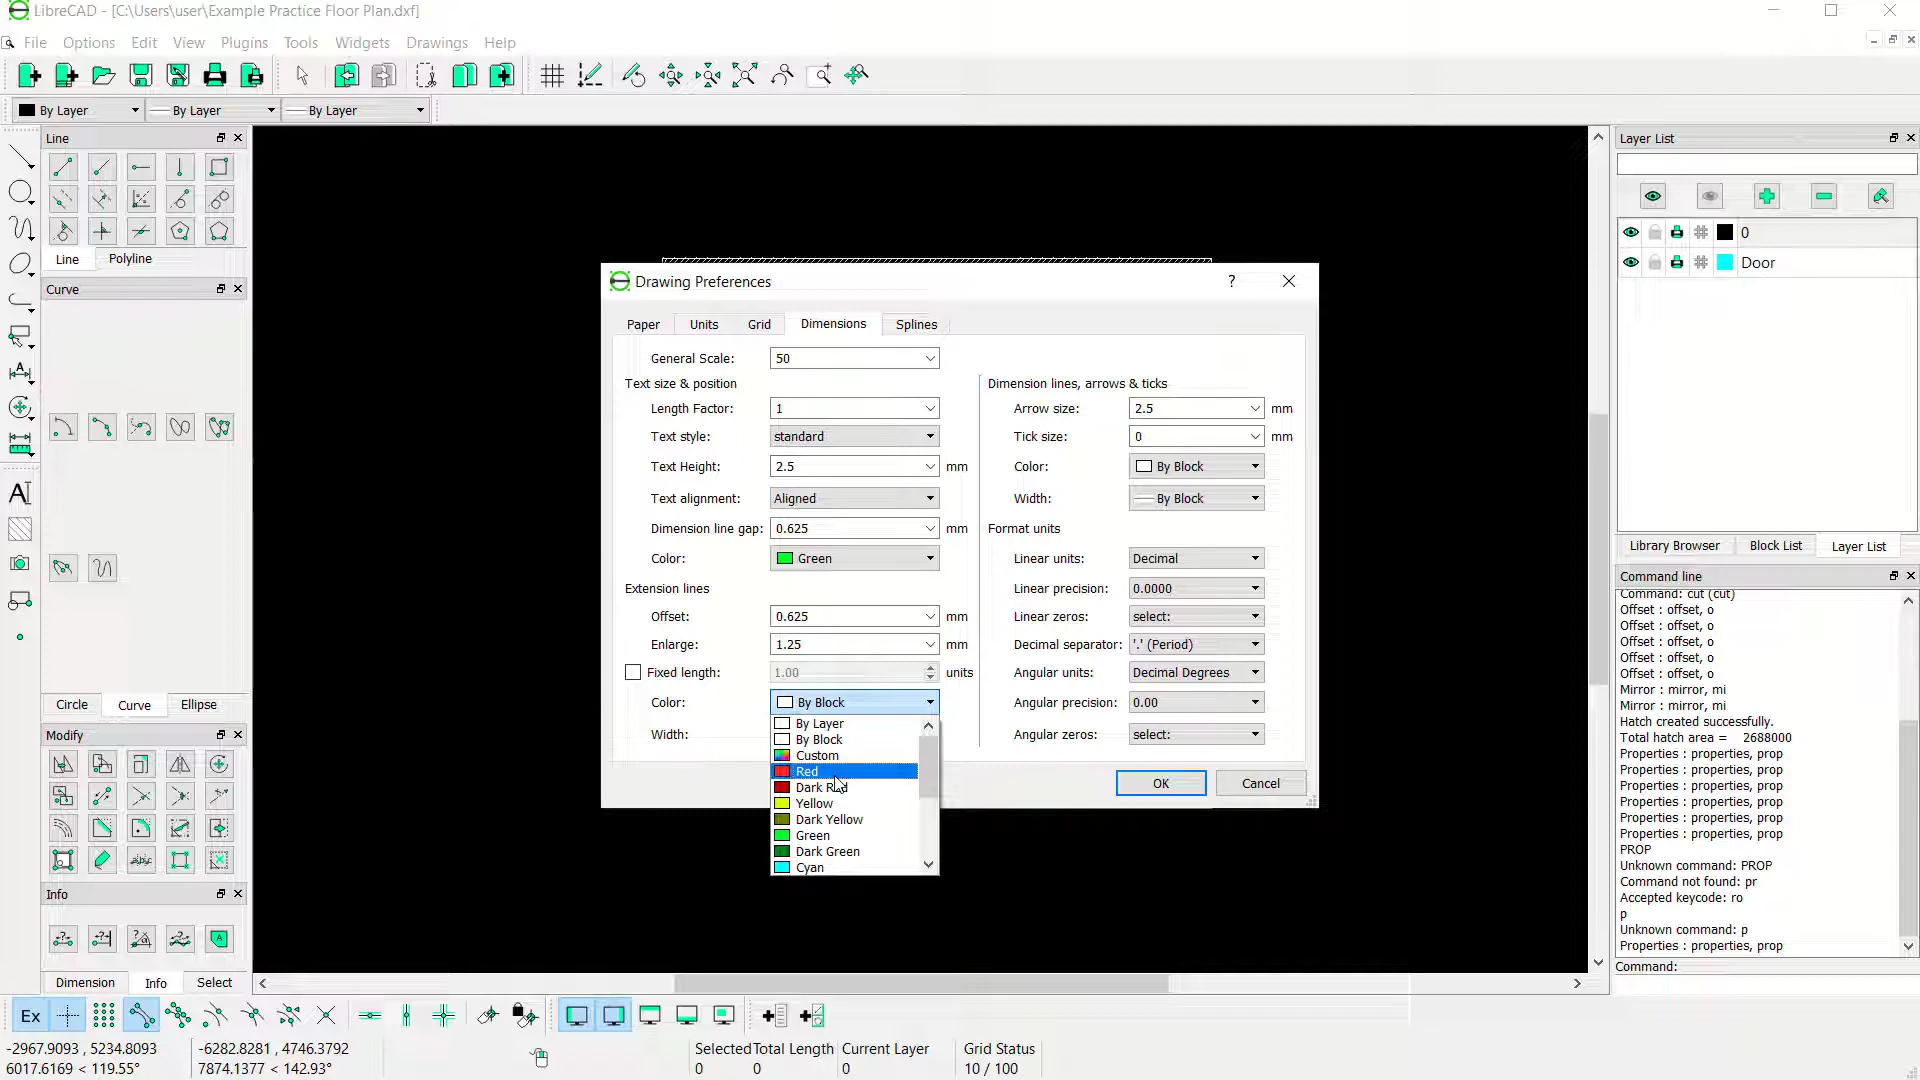 LibreCAD - [C:\Users\user\Example Practice Floor Plan.dxf]
File Options Edit View Plugins Tools Widgets Drawings Help
By Layer By Layer By Layer
Line
Line Polyline
Curve
Circle Curve Ellipse
Modify
Info
Dimension Info Select
Drawing Preferences
?
Paper Units Grid Dimensions Splines
General Scale: 50
Text size & position
Length Factor: 1
Text style: standard
Text Height: 2.5 mm
Text alignment: Aligned
Dimension line gap: 0.625 mm
Color: Green
Extension lines
Offset: 0.625 mm
Enlarge: 1.25 mm
Fixed length: 1.00 units
Color: By Block
Width:
By Layer
By Block
Custom
Red
Dark Red
Yellow
Dark Yellow
Green
Dark Green
Cyan
Dimension lines, arrows & ticks
Arrow size: 2.5 mm
Tick size: 0 mm
Color: By Block
Width: By Block
Format units
Linear units: Decimal
Linear precision: 0.0000
Linear zeros: select:
Decimal separator: '.' (Period)
Angular units: Decimal Degrees
Angular precision: 0.00
Angular zeros: select:
OK Cancel
Layer List
0
Door
Library Browser Block List Layer List
Command line
Command: cut (cut)
Offset : offset, o
Offset : offset, o
Offset : offset, o
Offset : offset, o
Offset : offset, o
Mirror : mirror, mi
Mirror : mirror, mi
Hatch created successfully.
Total hatch area = 2688000
Properties : properties, prop
Properties : properties, prop
Properties : properties, prop
Properties : properties, prop
Properties : properties, prop
Properties : properties, prop
PROP
Unknown command: PROP
Command not found: pr
Accepted keycode: ro
p
Unknown command: p
Properties : properties, prop
Command:
Ex
-2967.9093 , 5234.8093
6017.6169 < 119.55°
-6282.8281 , 4746.3792
7874.1377 < 142.93°
Selected Total Length Current Layer Grid Status
0 0 0 10 / 100